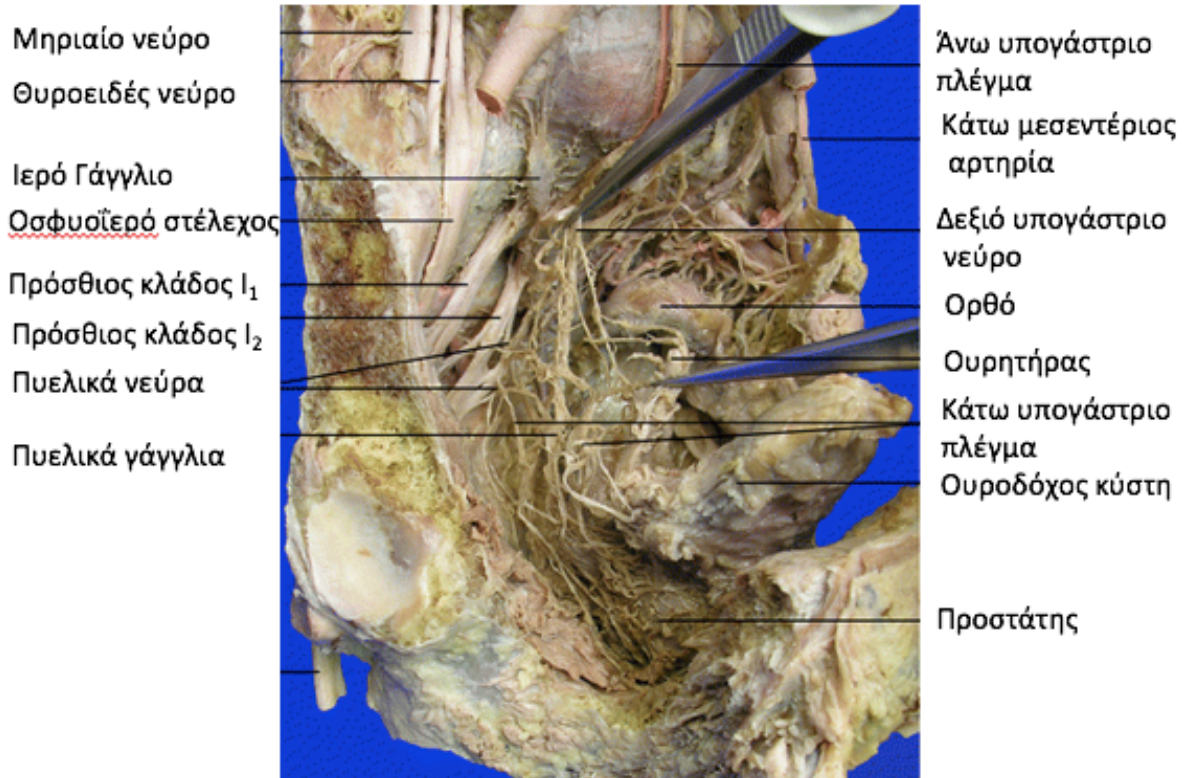 Μηριαίο νεύρο
Θυροειδές νεύρο
Ιερό Γάγγλιο
Οσφυοϊερό στέλεχος
Πρόσθιος κλάδος Ι₁
Πρόσθιος κλάδος Ι₂
Πυελικά νεύρα
Πυελικά γάγγλια
Άνω υπογάστριο
πλέγμα
Κάτω μεσεντέριος
αρτηρία
Δεξιό υπογάστριο
νεύρο
Ορθό
Ουρητήρας
Κάτω υπογάστριο
πλέγμα
Ουροδόχος κύστη
Προστάτης